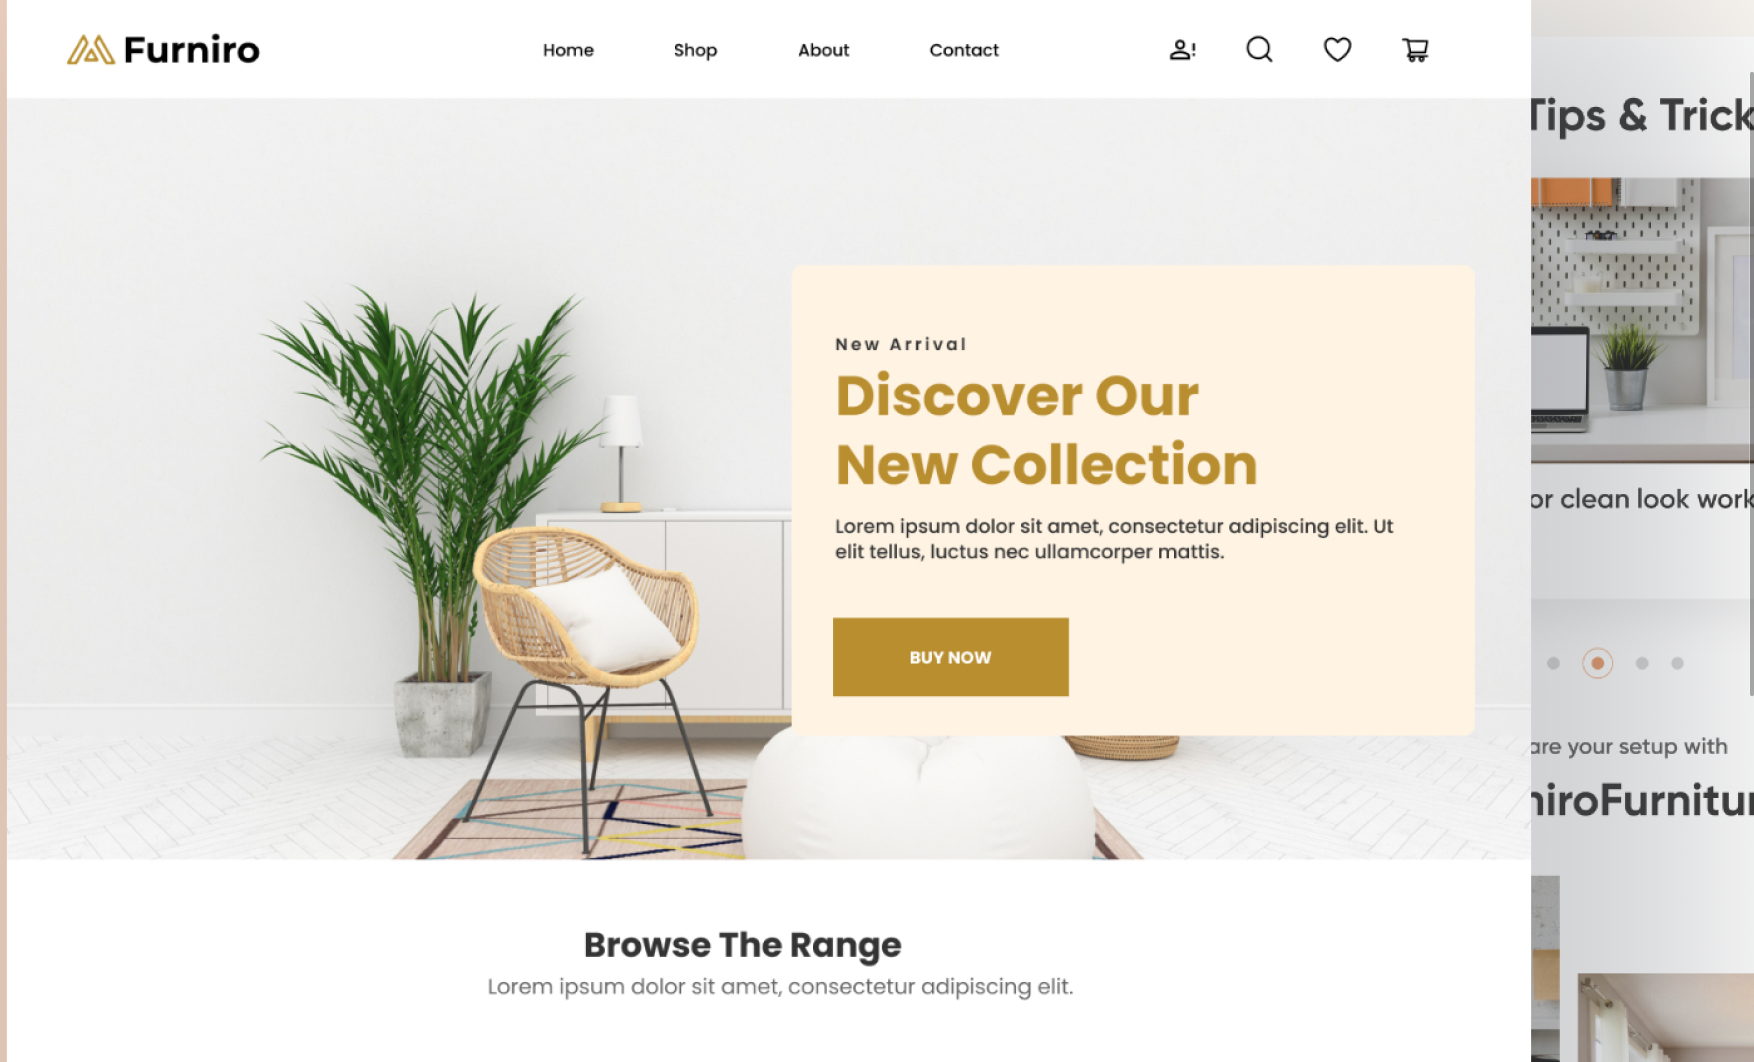 Furniro
Home
Shop
About
Contact
New Arrival
Discover Our
New Collection
Lorem ipsum dolor sit amet, consectetur adipiscing elit. Ut
elit tellus, luctus nec ullamcorper mattis.
BUY NOW
Browse The Range
Lorem ipsum dolor sit amet, consectetur adipiscing elit.
Tips & Trick
or clean look work
are your setup with
niroFurnitur